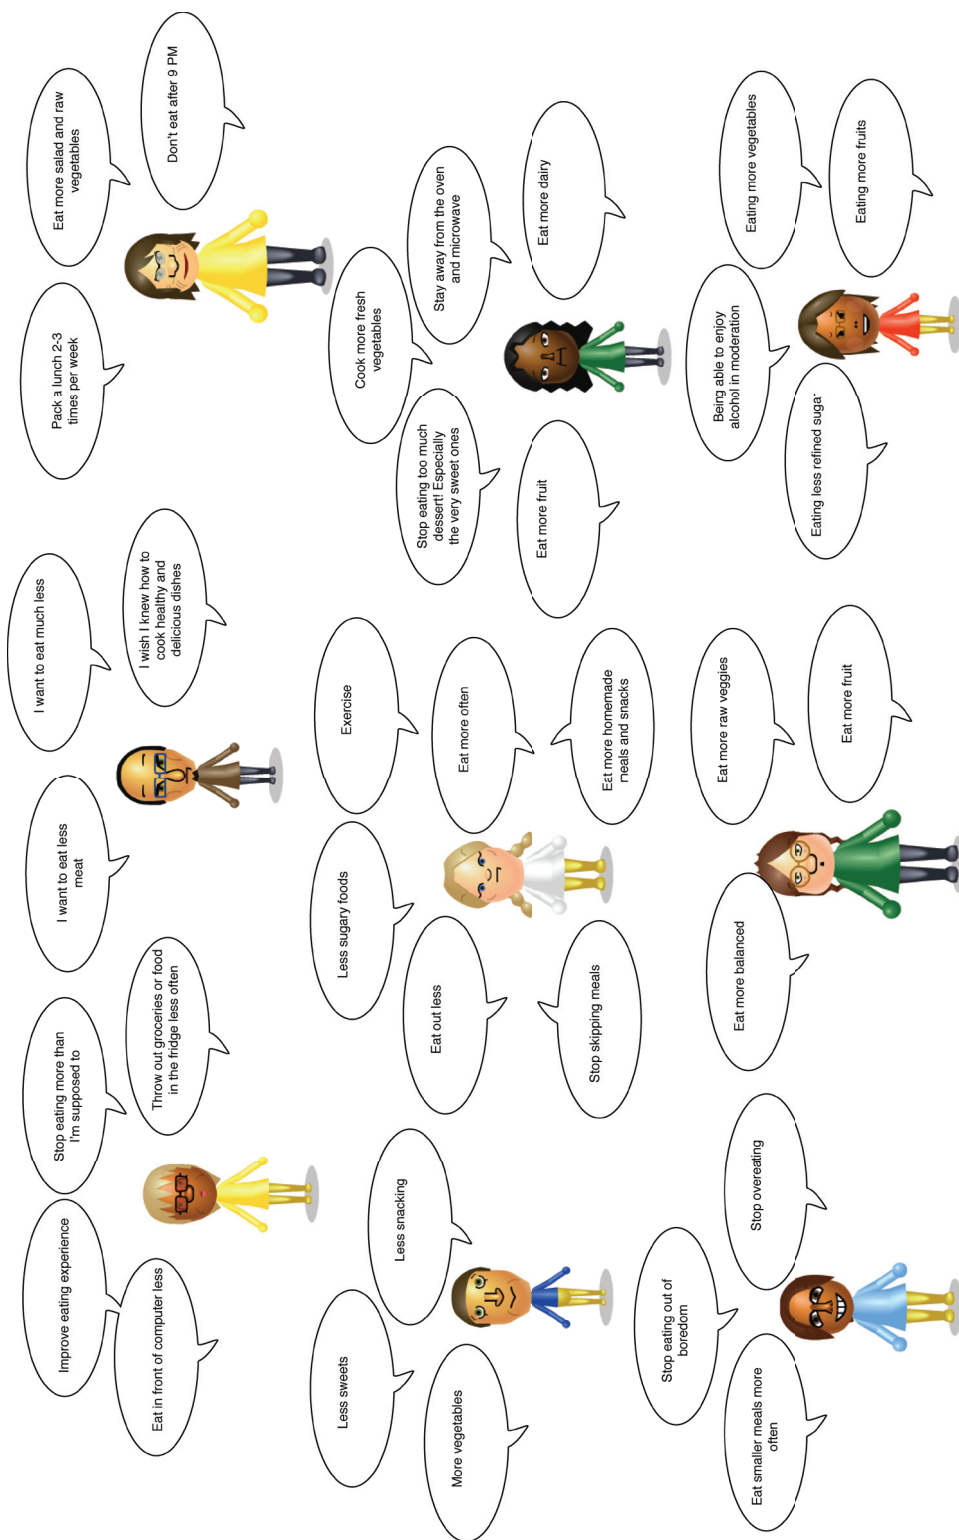 Improve eating experience
Eat in front of computer less
Stop eating more than
I'm supposed to
Throw out groceries or food
in the fridge less often
I want to eat less
meat
I want to eat much less
I wish I knew how to
cook healthy and
delicious dishes
Pack a lunch 2-3
times per week
Eat more salad and raw
vegetables
Don't eat after 9 PM
Less sweets
More vegetables
Less snacking
Less sugary foods
Eat out less
Stop skipping meals
Exercise
Eat more often
Eat more homemade
meals and snacks
Stop eating too much
dessert! Especially
the very sweet ones
Eat more fruit
Cook more fresh
vegetables
Stay away from the oven
and microwave
Eat more dairy
Eat smaller meals more
often
Stop eating out of
boredom
Stop overeating
Eat more balanced
Eat more raw veggies
Eat more fruit
Eating less refined sugar
Being able to enjoy
alcohol in moderation
Eating more vegetables
Eating more fruits